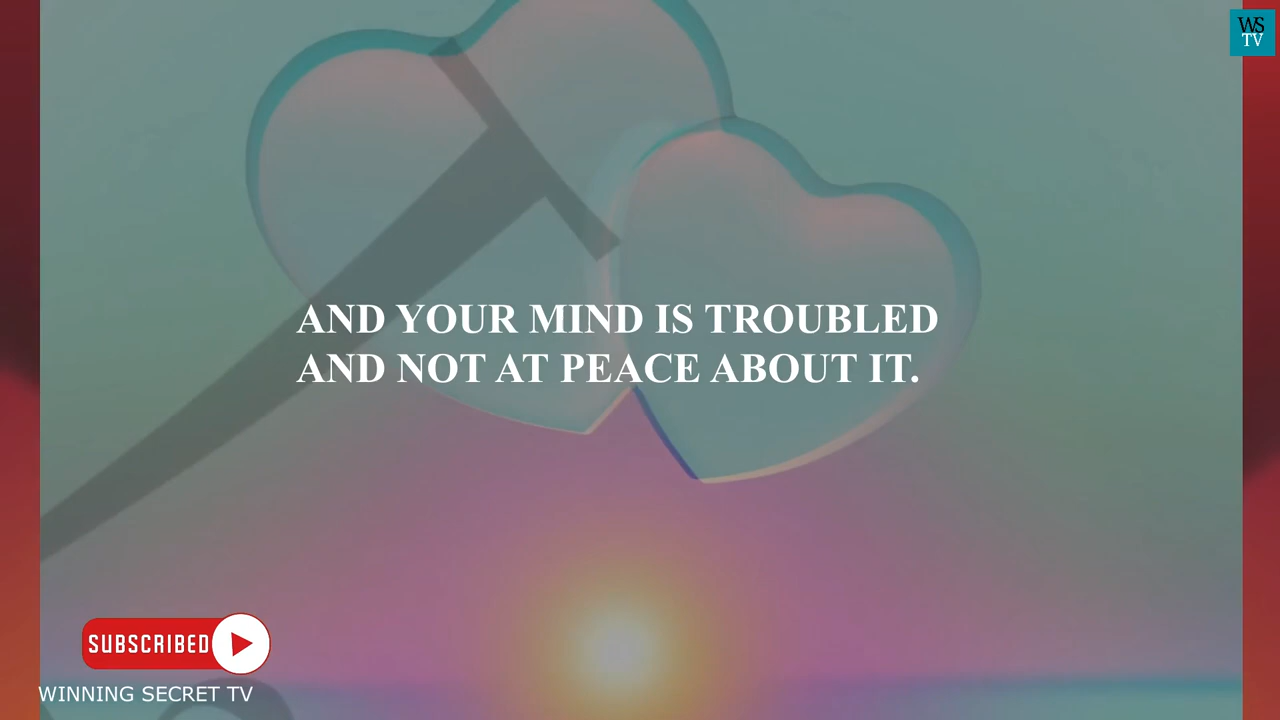 WS
TV
AND YOUR MIND IS TROUBLED
AND NOT AT PEACE ABOUT IT.
SUBSCRIBED
WINNING SECRET TV